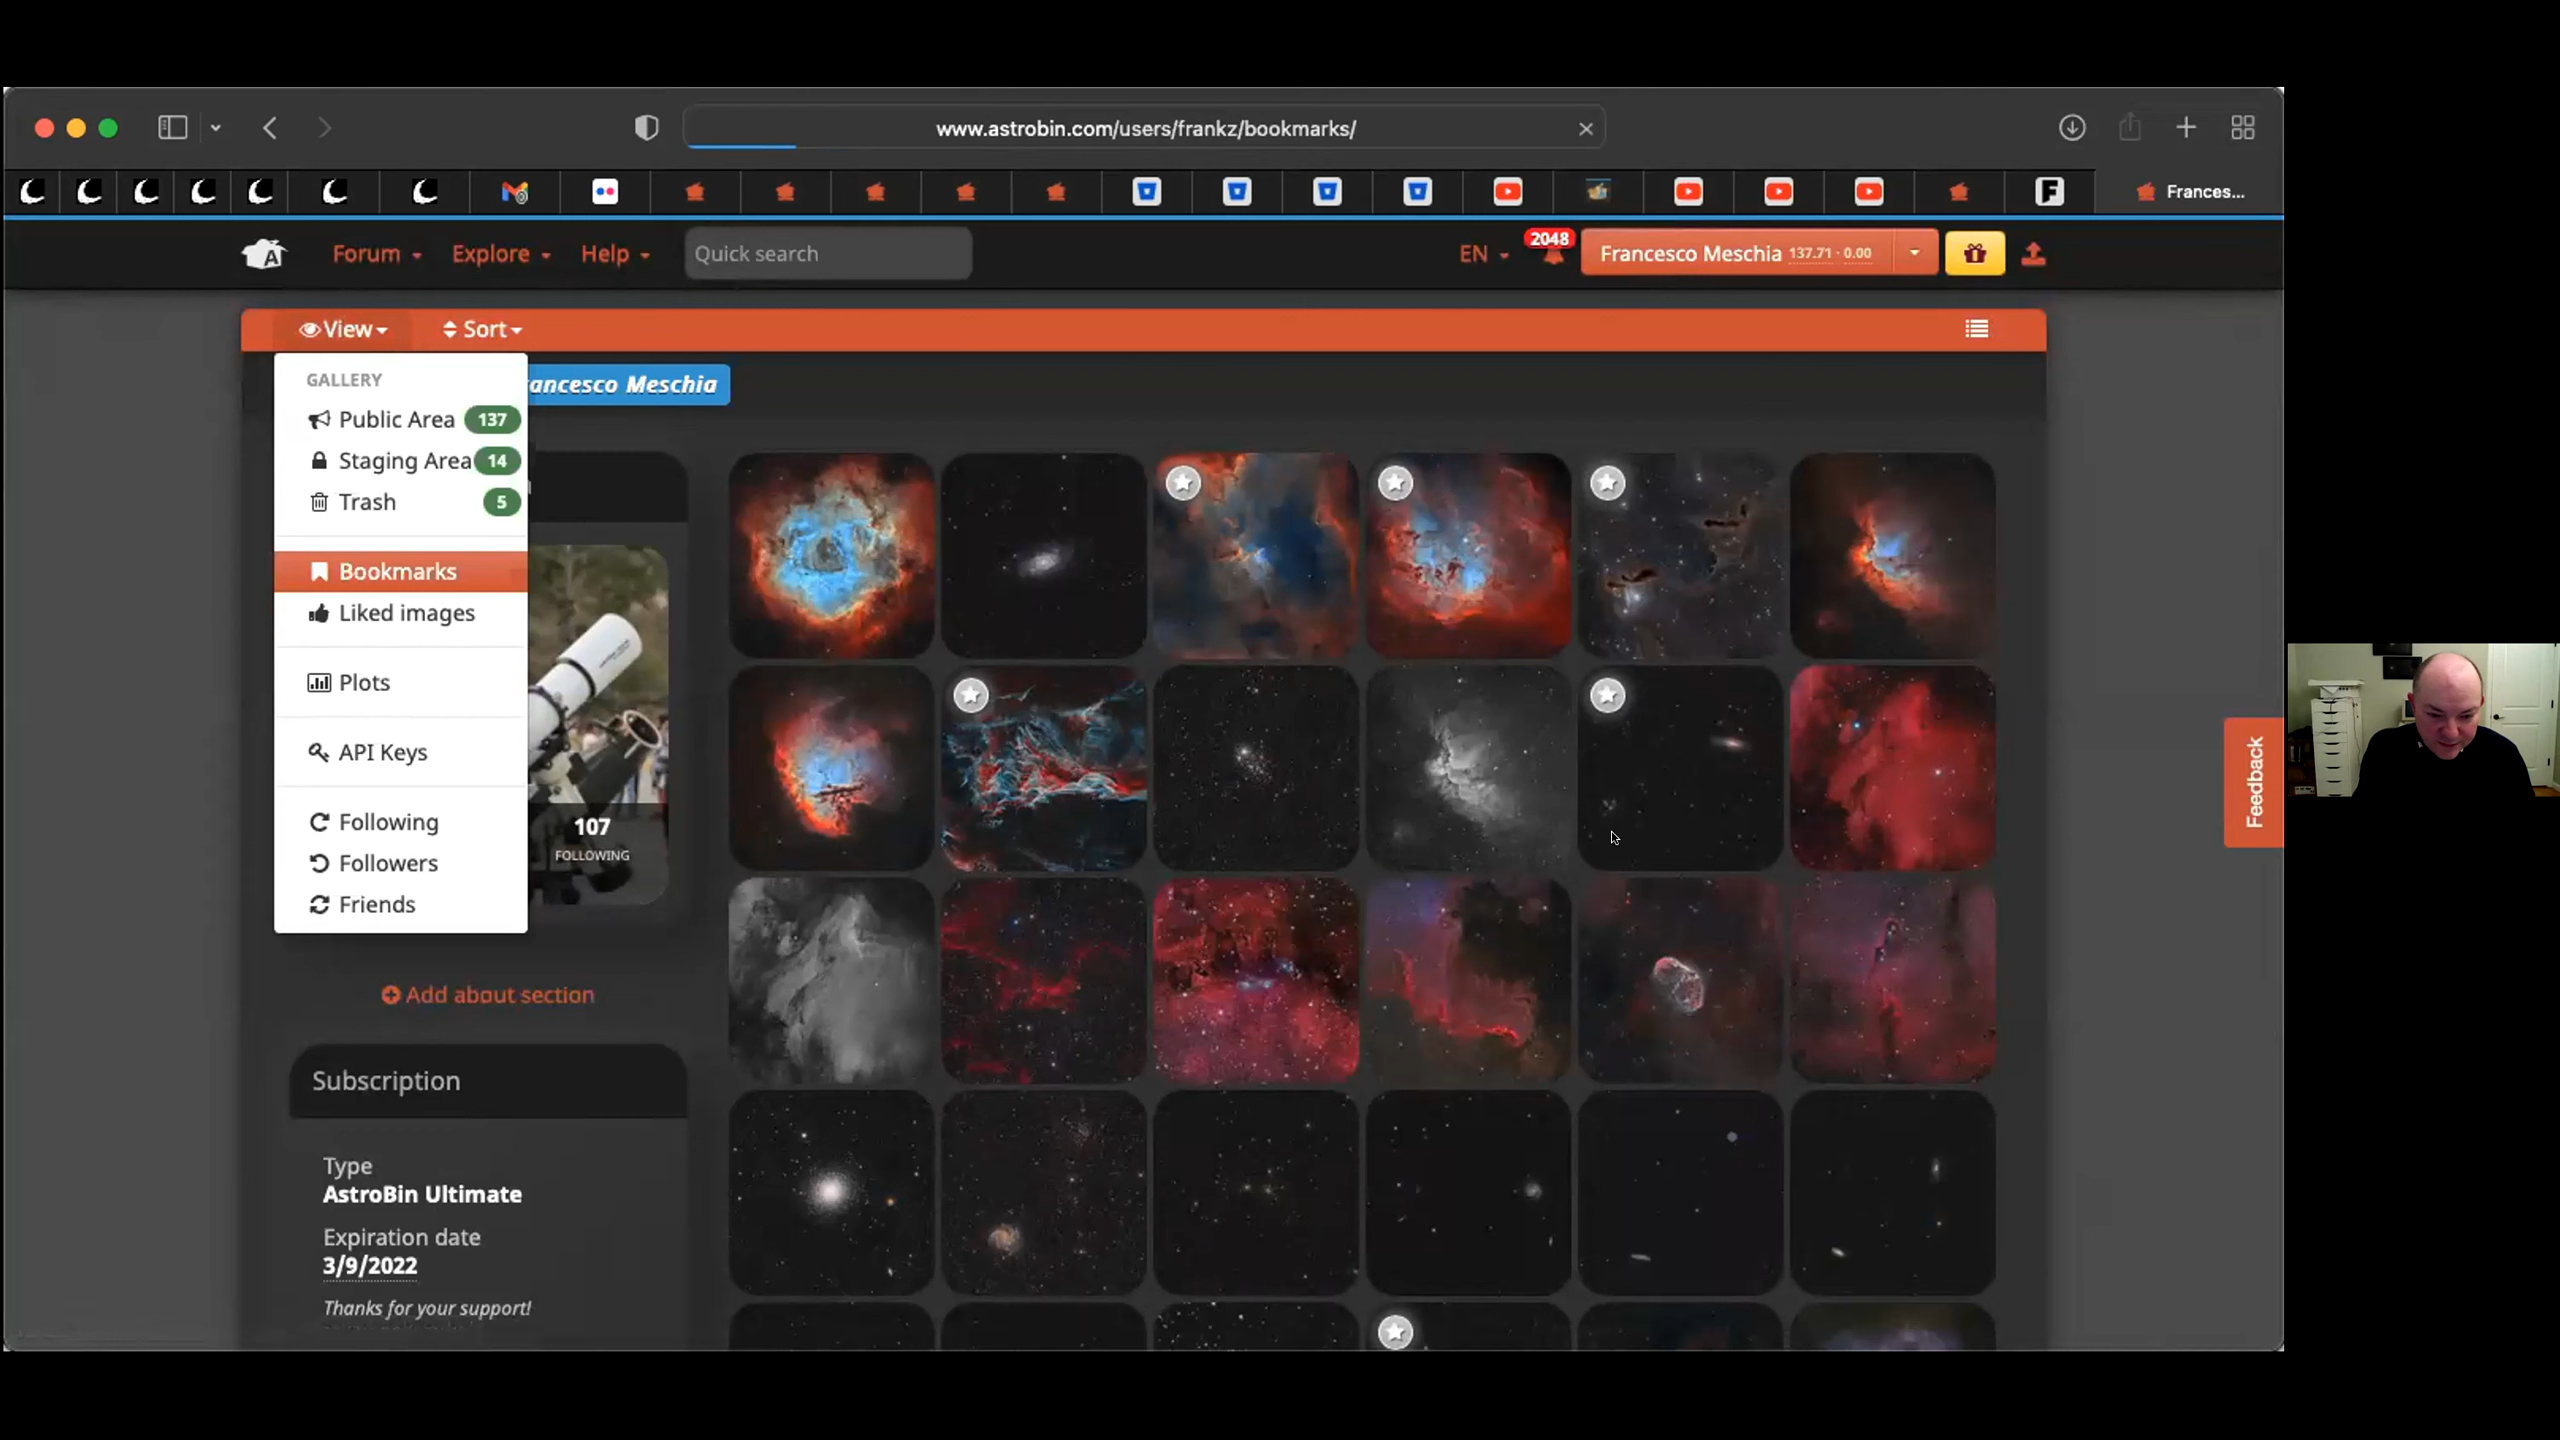 www.astrobin.com/users/frankz/bookmarks/
Frances...
Forum
Explore
Help
Quick search
EN
2048
Francesco Meschia 137.71 · 0.00
View
Sort
GALLERY
ancesco Meschia
Public Area 137
Staging Area 14
Trash 5
Bookmarks
Liked images
Plots
API Keys
Following
Followers
Friends
107
FOLLOWING
Feedback
Add about section
Subscription
Type
AstroBin Ultimate
Expiration date
3/9/2022
Thanks for your support!